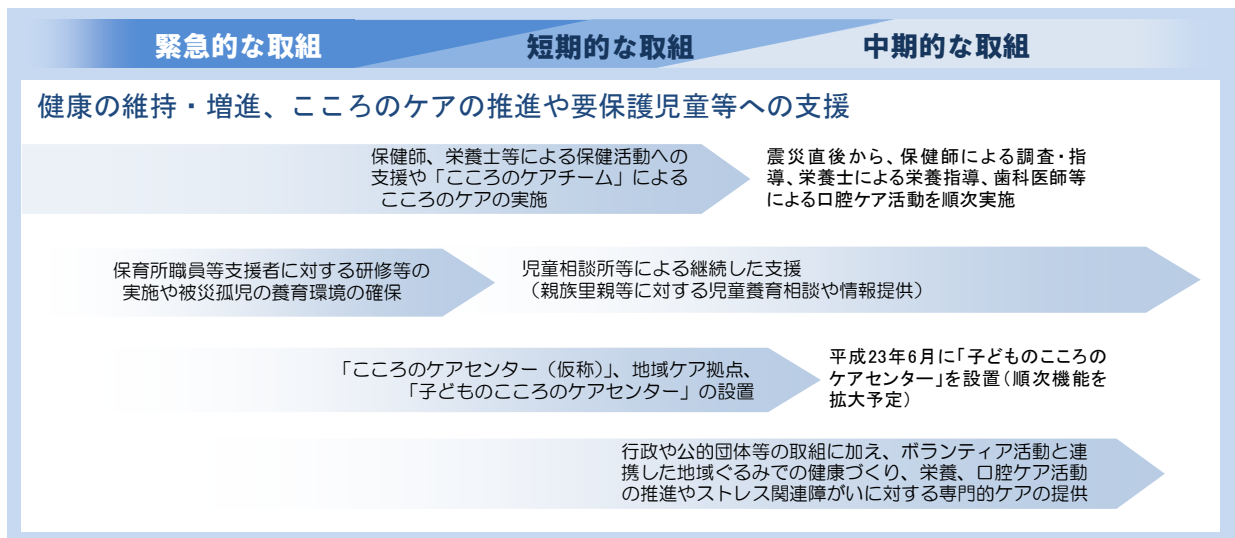 緊急的な取組
短期的な取組
中期的な取組
健康の維持・増進、こころのケアの推進や要保護児童等への支援
保健師、栄養士等による保健活動への
支援や「こころのケアチーム」による
こころのケアの実施
震災直後から、保健師による調査・指
導、栄養士による栄養指導、歯科医師等
による口腔ケア活動を順次実施
保育所職員等支援者に対する研修等の
実施や被災孤児の養育環境の確保
児童相談所等による継続した支援
（親族里親等に対する児童養育相談や情報提供）
「こころのケアセンター（仮称）」、地域ケア拠点、
「子どものこころのケアセンター」の設置
平成23年6月に「子どものこころの
ケアセンター」を設置（順次機能を
拡大予定）
行政や公的団体等の取組に加え、ボランティア活動と連
携した地域ぐるみでの健康づくり、栄養、口腔ケア活動
の推進やストレス関連障がいに対する専門的ケアの提供